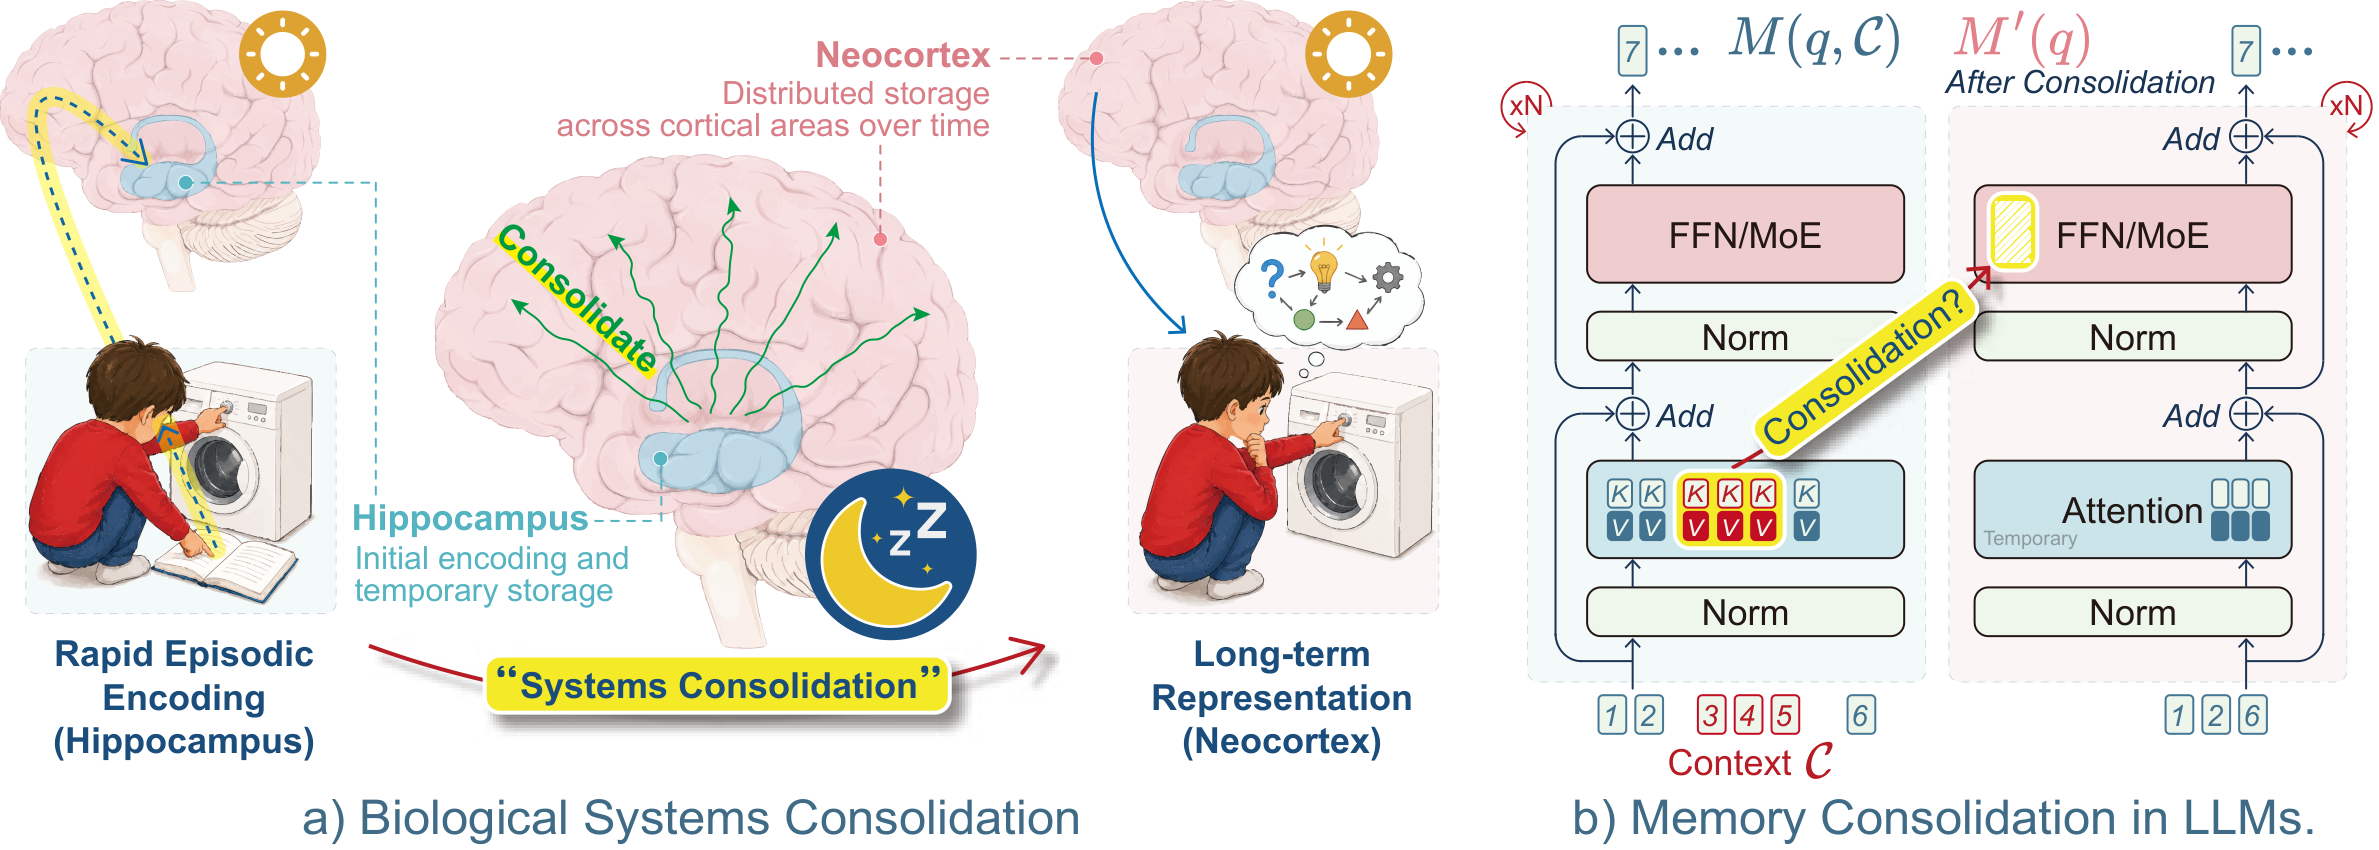 Neocortex
Distributed storage
across cortical areas over time
Consolidate
Hippocampus
Initial encoding and
temporary storage
z
Z
Rapid Episodic
Encoding
(Hippocampus)
“Systems Consolidation”
Long-term
Representation
(Neocortex)
?
a) Biological Systems Consolidation
7 ... M(q, C)
xN
Add
FFN/MoE
Norm
Add
K K K K K K
V V V V V V
Norm
1 2 3 4 5 6
Context C
Consolidation?
M′(q) 7 ...
After Consolidation
xN
Add
FFN/MoE
Norm
Add
Attention
Temporary
Norm
1 2 6
b) Memory Consolidation in LLMs.